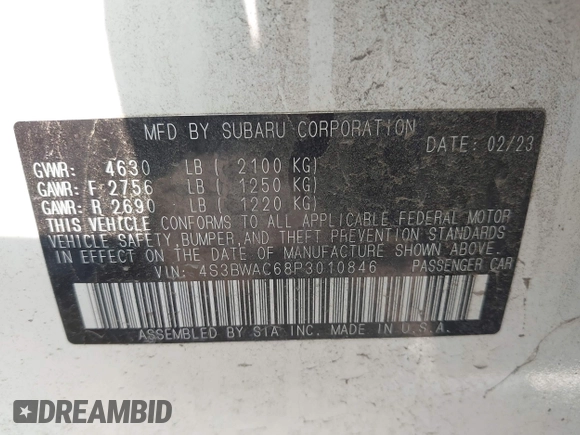 MFD BY SUBARU CORPORATION
DATE: 02/23
GVWR: 4630 LB ( 2100 KG)
GAWR: F 2756 LB ( 1250 KG)
GAWR: R 2690 LB ( 1220 KG)
THIS VEHICLE CONFORMS TO ALL APPLICABLE FEDERAL MOTOR
VEHICLE SAFETY, BUMPER, AND THEFT PREVENTION STANDARDS
IN EFFECT ON THE DATE OF MANUFACTURE SHOWN ABOVE.
VIN: 4S3BWAC68P3010846 PASSENGER CAR
ASSEMBLED BY SIA INC. MADE IN U.S.A.
DREAMBID